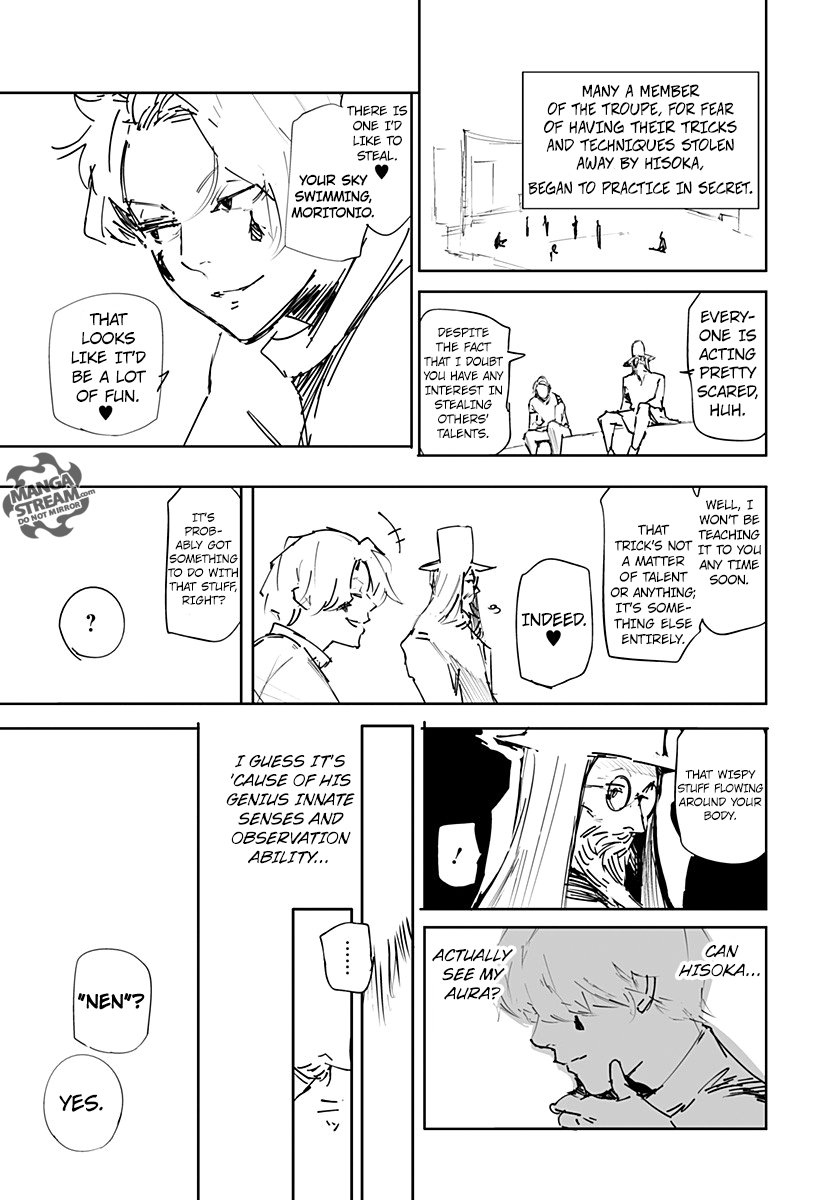 MANY A MEMBER
OF THE TROUPE, FOR FEAR
OF HAVING THEIR TRICKS
AND TECHNIQUES STOLEN
AWAY BY HISOKA,
BEGAN TO PRACTICE IN SECRET.
EVERY-
ONE IS
ACTING
PRETTY
SCARED,
HUH.
DESPITE
THE FACT
THAT I DOUBT
YOU HAVE ANY
INTEREST IN
STEALING
OTHERS'
TALENTS.
THERE IS
ONE I'D
LIKE TO
STEAL.
♥
YOUR SKY
SWIMMING,
MORITONIO.
THAT
LOOKS
LIKE IT'D
BE A LOT
OF FUN.
♥
WELL, I
WON'T BE
TEACHING
IT TO YOU
ANY TIME
SOON.
THAT
TRICK'S NOT
A MATTER
OF TALENT
OR ANYTHING;
IT'S SOME-
THING ELSE
ENTIRELY.
INDEED.
♥
IT'S
PROB-
ABLY GOT
SOMETHING
TO DO WITH
THAT STUFF,
RIGHT?
?
MANGA
STREAM.com
DO NOT MIRROR!
THAT WISPY
STUFF FLOWING
AROUND YOUR
BODY.
!
CAN
HISOKA...
ACTUALLY
SEE MY
AURA?
I GUESS IT'S
'CAUSE OF HIS
GENIUS INNATE
SENSES AND
OBSERVATION
ABILITY...
......
ニッ
"NEN"?
YES.